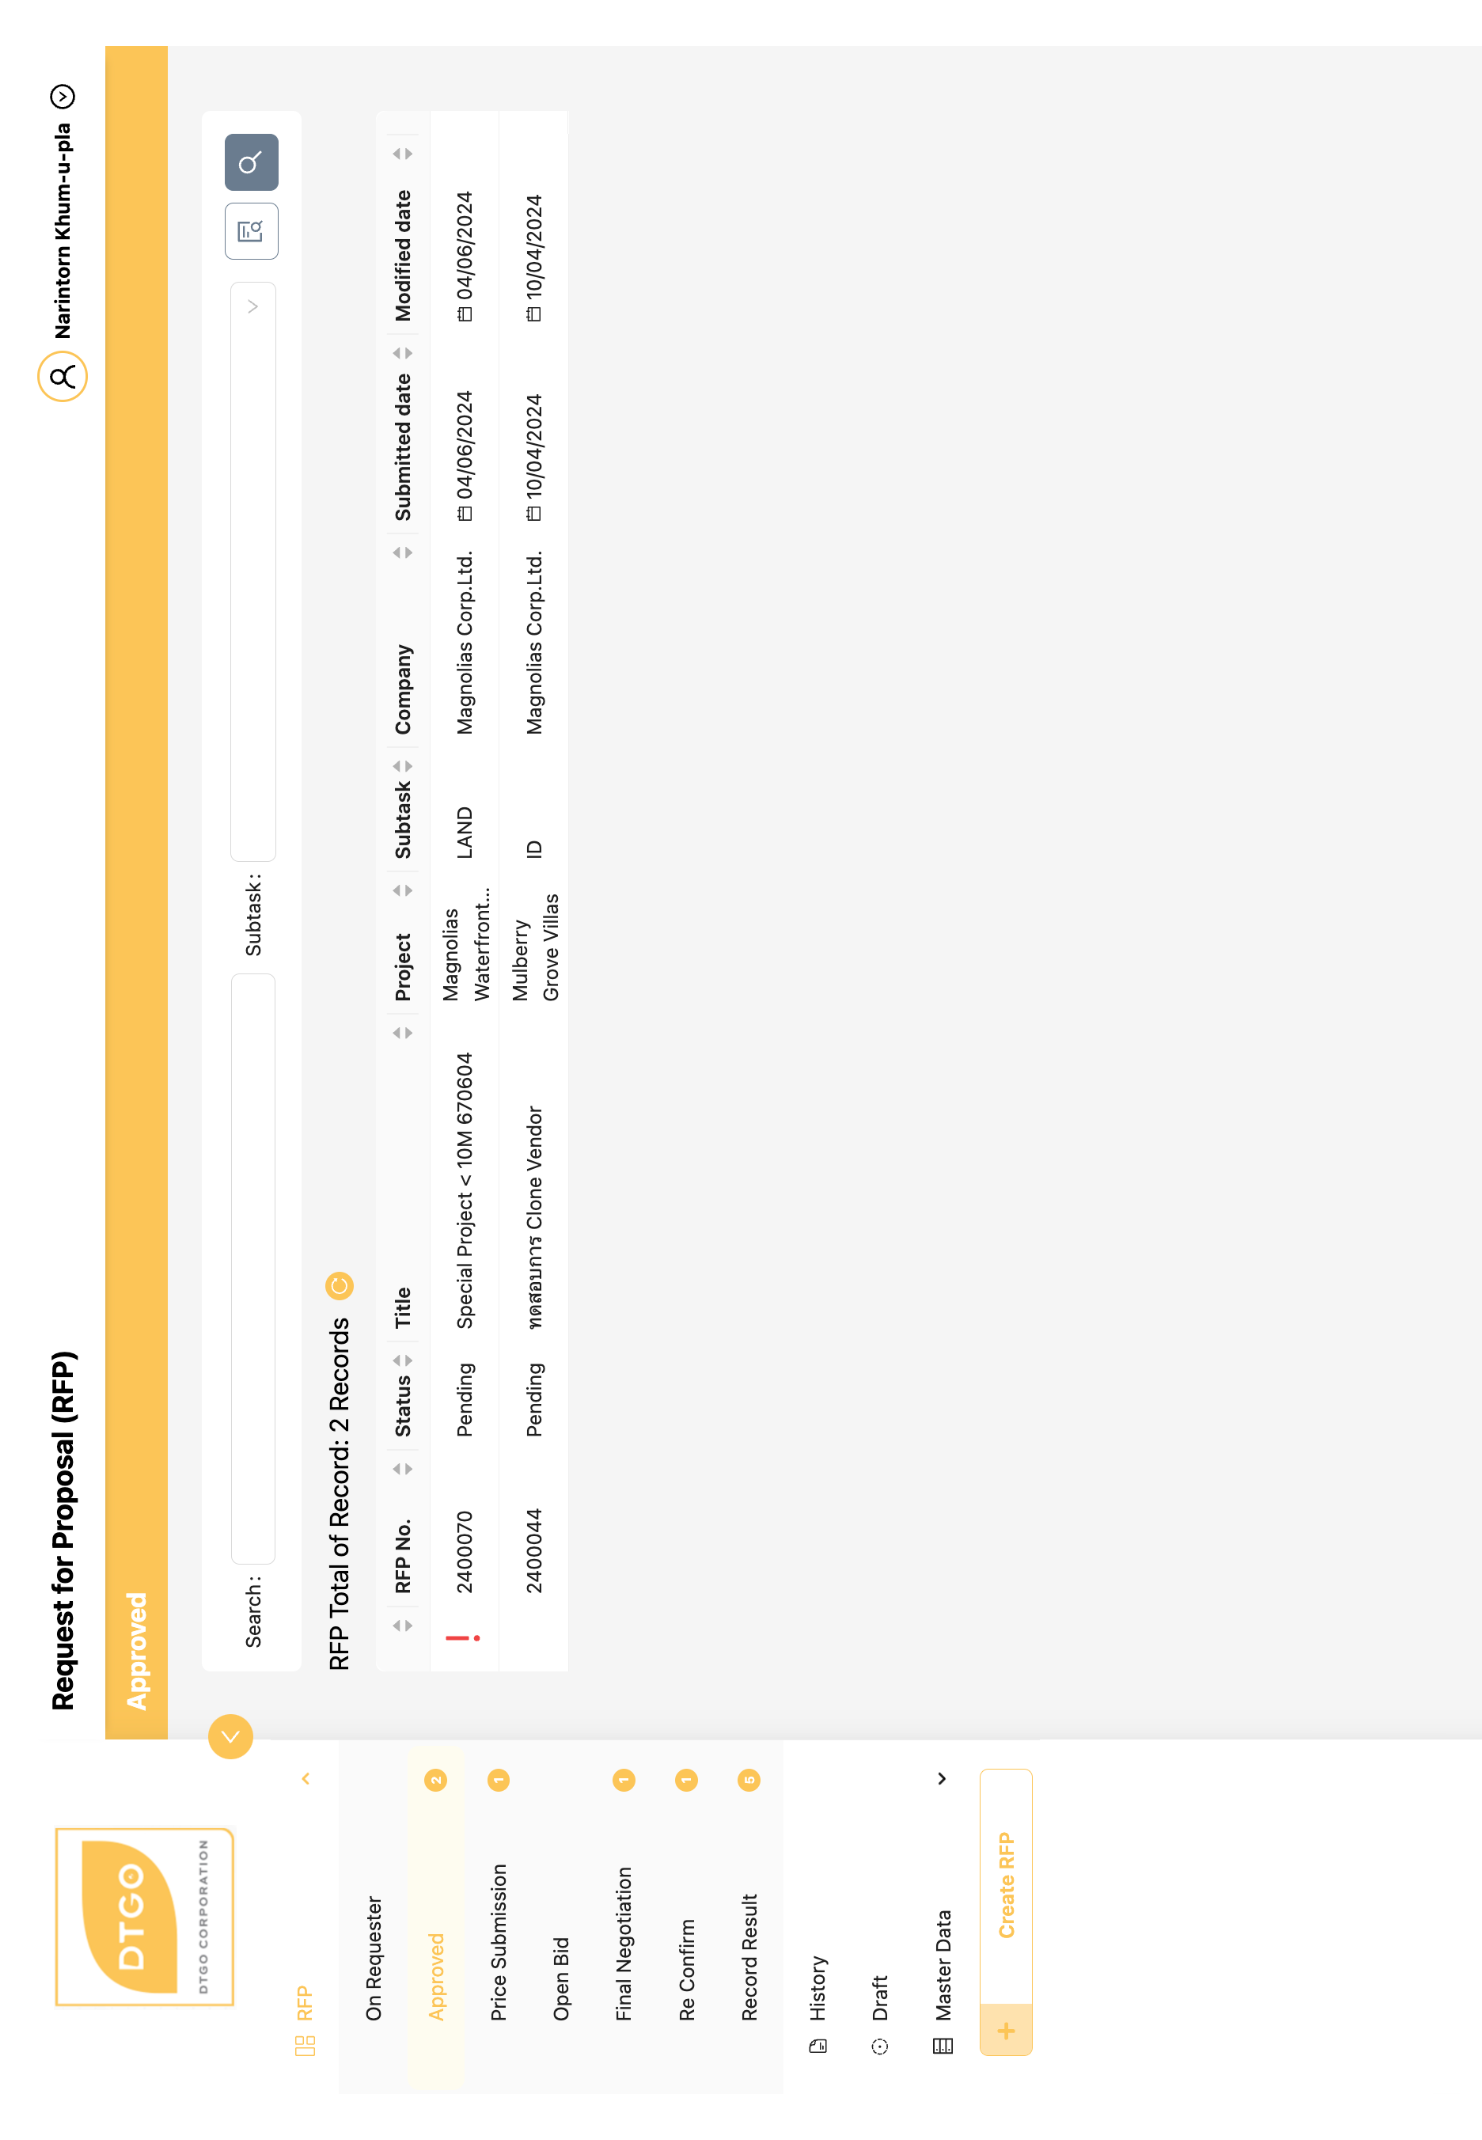 DTGO
DTGO CORPORATION
RFP
On Requester
Approved 2
Price Submission 1
Open Bid
Final Negotiation 1
Re Confirm 1
Record Result 5
History
Draft
Master Data
+ Create RFP
Request for Proposal (RFP)
Narintorn Khum-u-pla
Approved
Search: Subtask:
RFP Total of Record: 2 Records
RFP No. Status Title Project Subtask Company Submitted date Modified date
! 2400070 Pending Special Project < 10M 670604 Magnolias Waterfront... LAND Magnolias Corp.Ltd. 04/06/2024 04/06/2024
2400044 Pending ทดสอบการ Clone Vendor Mulberry Grove Villas ID Magnolias Corp.Ltd. 10/04/2024 10/04/2024